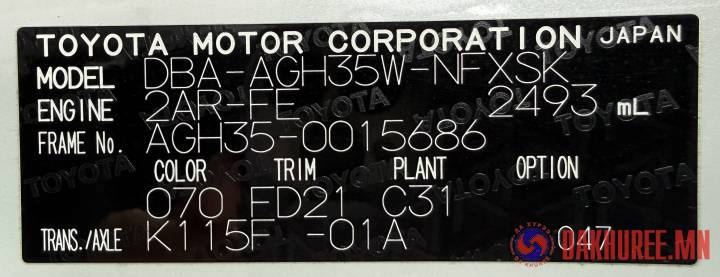 TOYOTA MOTOR CORPORATION JAPAN
MODEL DBA-AGH35W-NFXSK
ENGINE 2AR-FE 2493 mL
FRAME No. AGH35-0015686
COLOR TRIM PLANT OPTION
070 FD21 C31
TRANS./AXLE K115F -01A 047
BAKHUREE.MN